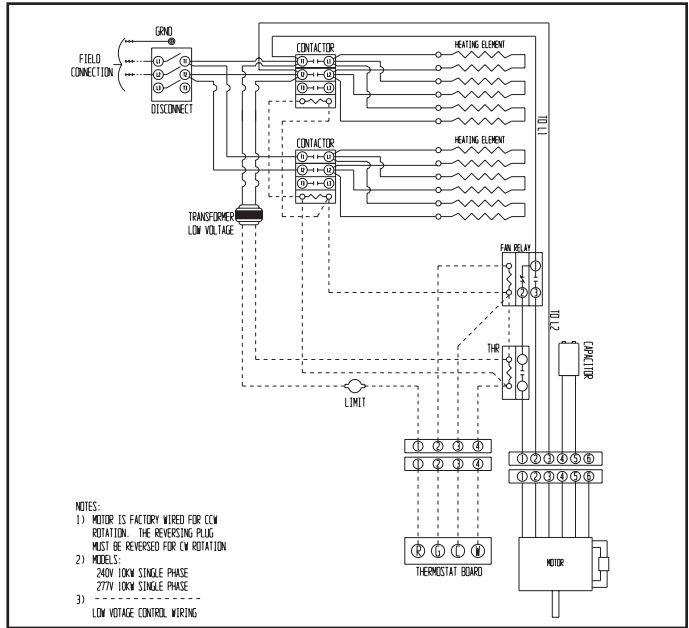 GRND
FIELD
CONNECTION
L1 T1
L2 T2
L3 T3
DISCONNECT
CONTACTOR
T1 L1
T2 L2
T3 L3
HEATING ELEMENT
CONTACTOR
T1 L1
T2 L2
T3 L3
HEATING ELEMENT
TO L1
TRANSFORMER
LOW VOLTAGE
FAN RELAY
1
2 3
TO L2
THR
CAPACITOR
LIMIT
1 2 3 4
1 2 3 4
1 2 3 4 5 6
1 2 3 4 5 6
R G C W
THERMOSTAT BOARD
MOTOR
NOTES:
1) MOTOR IS FACTORY WIRED FOR CCW
ROTATION. THE REVERSING PLUG
MUST BE REVERSED FOR CW ROTATION
2) MODELS:
240V 10KW SINGLE PHASE
277V 10KW SINGLE PHASE
3) --------------
LOW VOTAGE CONTROL WIRING